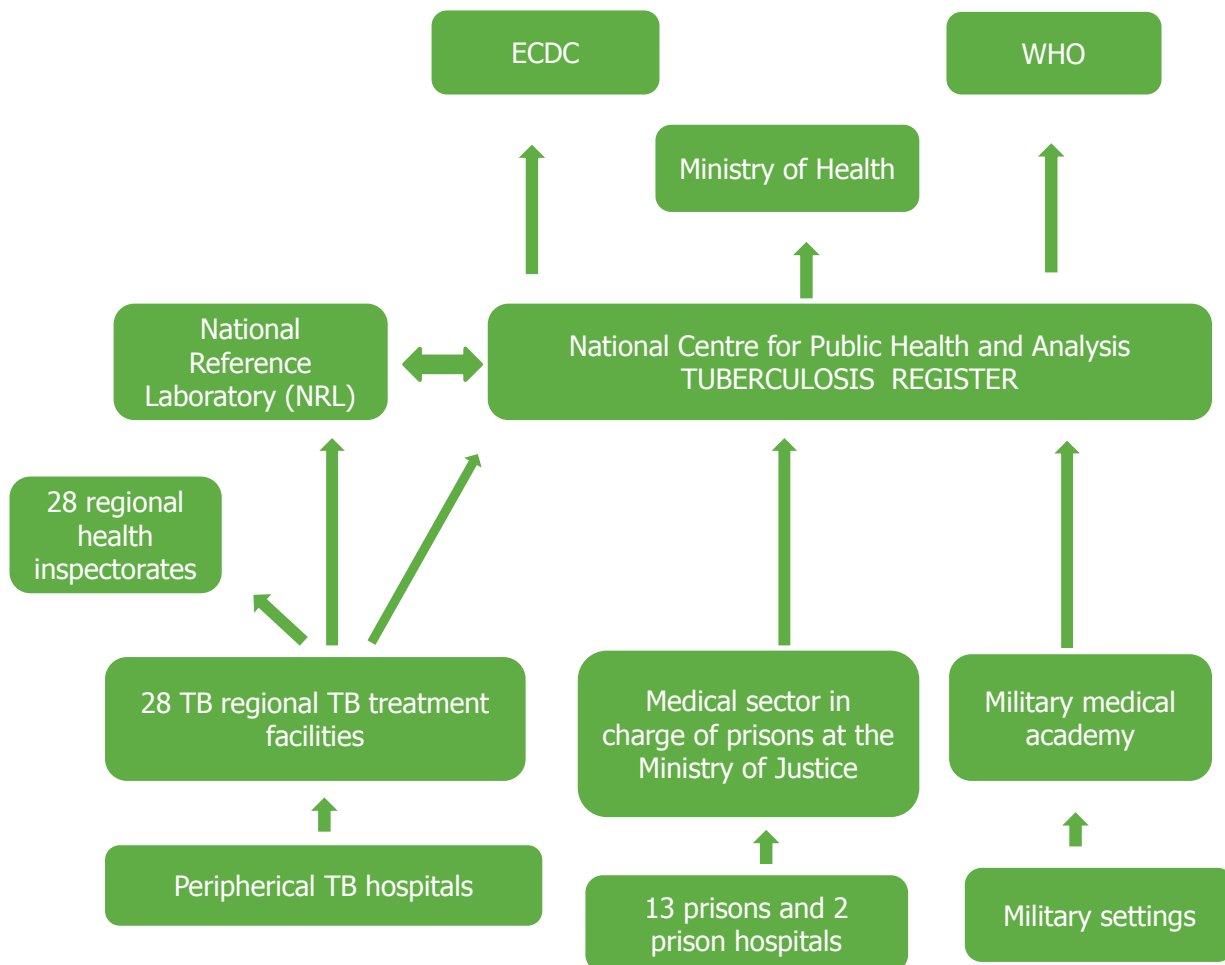 ECDC
WHO
Ministry of Health
National
Reference
Laboratory (NRL)
National Centre for Public Health and Analysis
TUBERCULOSIS REGISTER
28 regional
health
inspectorates
28 TB regional TB treatment
facilities
Medical sector in
charge of prisons at the
Ministry of Justice
Military medical
academy
Peripherical TB hospitals
13 prisons and 2
prison hospitals
Military settings